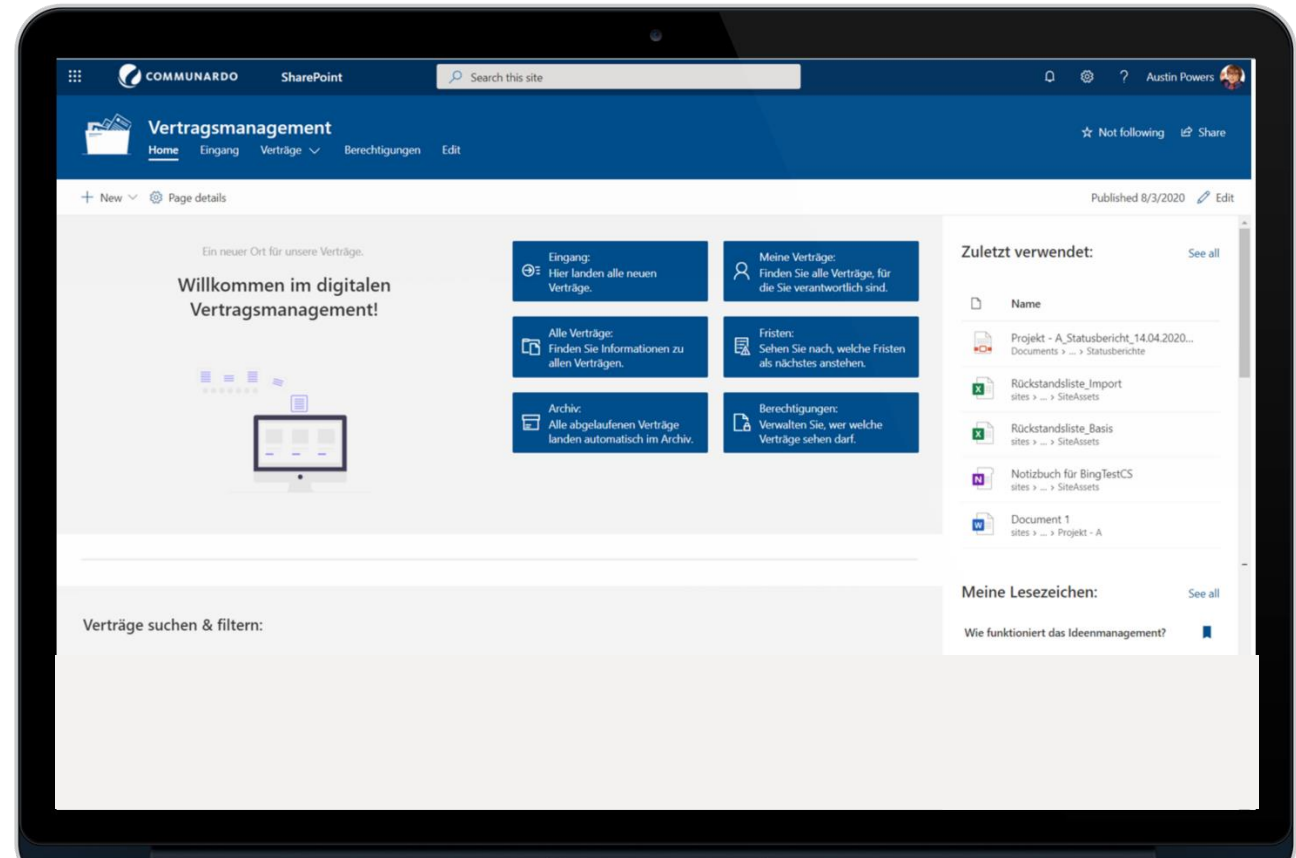 COMMUNARDO
SharePoint
Search this site
?
Austin Powers
Vertragsmanagement
Home Eingang Verträge Berechtigungen Edit
Not following Share
New Page details
Published 8/3/2020 Edit
Ein neuer Ort für unsere Verträge.
Willkommen im digitalen
Vertragsmanagement!
Eingang:
Hier landen alle neuen
Verträge.
Meine Verträge:
Finden Sie alle Verträge, für
die Sie verantwortlich sind.
Alle Verträge:
Finden Sie Informationen zu
allen Verträgen.
Fristen:
Sehen Sie nach, welche Fristen
als nächstes anstehen.
Archiv:
Alle abgelaufenen Verträge
landen automatisch im Archiv.
Berechtigungen:
Verwalten Sie, wer welche
Verträge sehen darf.
Zuletzt verwendet:
See all
Name
Projekt - A_Statusbericht_14.04.2020...
Documents > ... > Statusberichte
Rückstandsliste_Import
sites > ... > SiteAssets
Rückstandsliste_Basis
sites > ... > SiteAssets
Notizbuch für BingTestCS
sites > ... > SiteAssets
Document 1
sites > ... > Projekt - A
Meine Lesezeichen:
See all
Wie funktioniert das Ideenmanagement?
Verträge suchen & filtern: